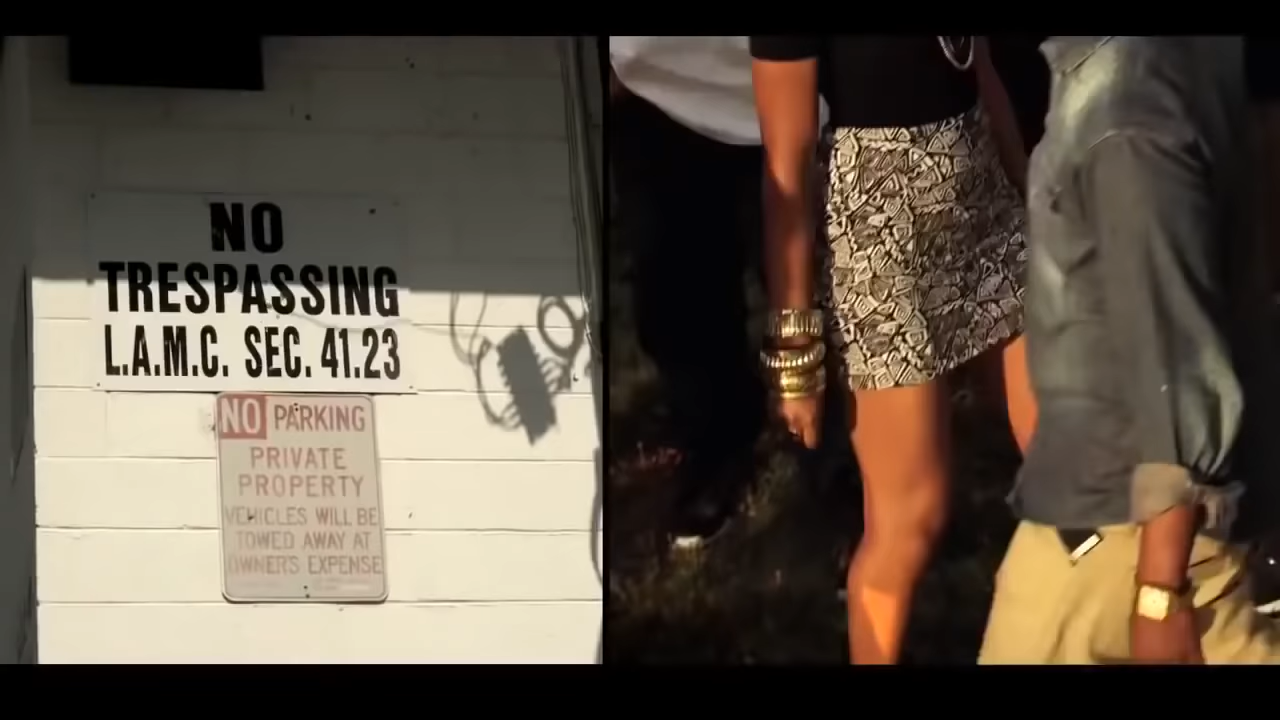 NO
TRESPASSING
L.A.M.C. SEC. 41.23
NO PARKING
PRIVATE
PROPERTY
VEHICLES WILL BE
TOWED AWAY AT
OWNER'S EXPENSE